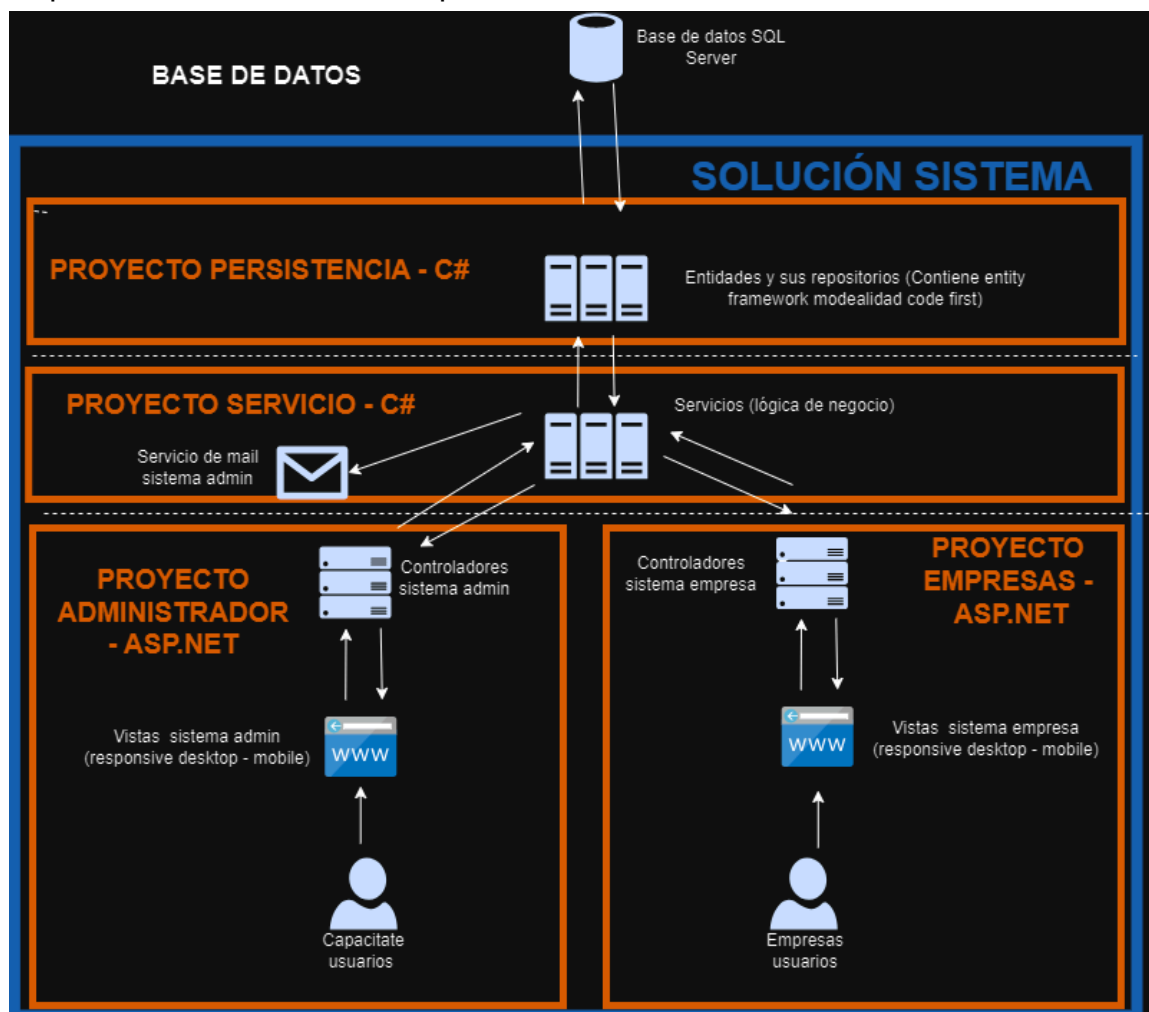 Base de datos SQL
Server
BASE DE DATOS
SOLUCIÓN SISTEMA
PROYECTO PERSISTENCIA - C#
Entidades y sus repositorios (Contiene entity
framework modealidad code first)
PROYECTO SERVICIO - C#
Servicios (lógica de negocio)
Servicio de mail
sistema admin
PROYECTO
ADMINISTRADOR
- ASP.NET
Controladores
sistema admin
Vistas sistema admin
(responsive desktop - mobile)
WWW
Capacitate
usuarios
Controladores
sistema empresa
PROYECTO
EMPRESAS -
ASP.NET
WWW
Vistas sistema empresa
(responsive desktop - mobile)
Empresas
usuarios